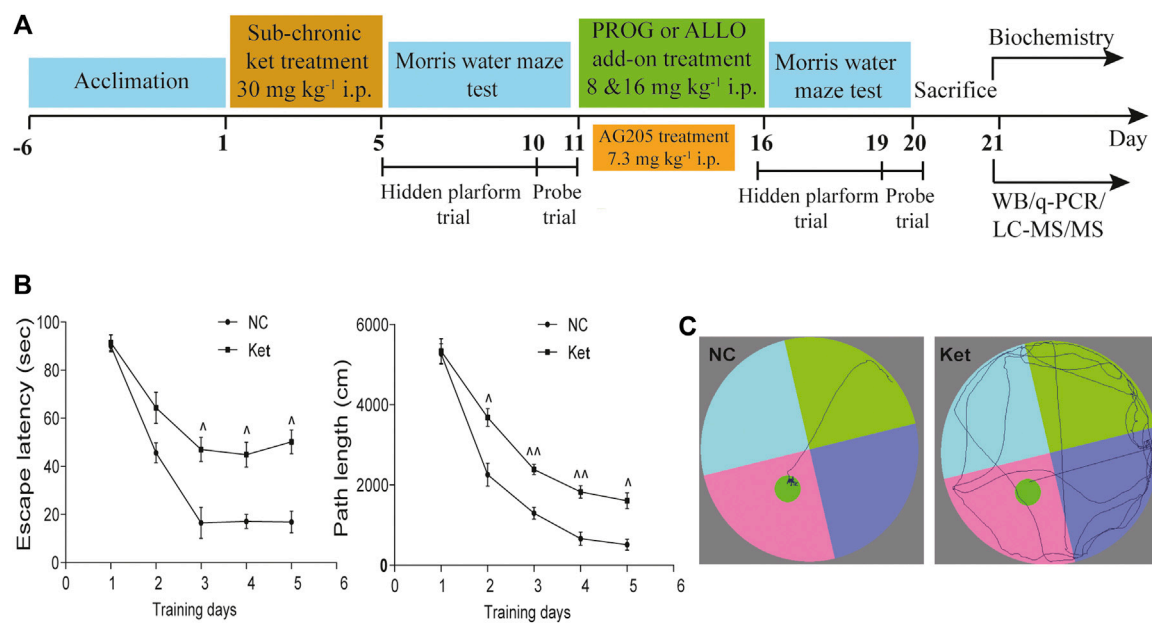 A
Acclimation
Sub-chronic
ket treatment
30 mg kg⁻¹ i.p.
Morris water maze
test
PROG or ALLO
add-on treatment
8 &16 mg kg⁻¹ i.p.
Morris water
maze test
Sacrifice
Biochemistry
-6
1
5
10
11
AG205 treatment
7.3 mg kg⁻¹ i.p.
16
19
20
21
Day
Hidden plarform
trial
Probe
trial
Hidden plarform
trial
Probe
trial
WB/q-PCR/
LC-MS/MS
B
Escape latency (sec)
100
80
60
40
20
0
NC
Ket
^
^
^
0 1 2 3 4 5 6
Training days
Path length (cm)
6000
4000
2000
0
NC
Ket
^
^^
^^
^
0 1 2 3 4 5 6
Training days
C
NC
Ket